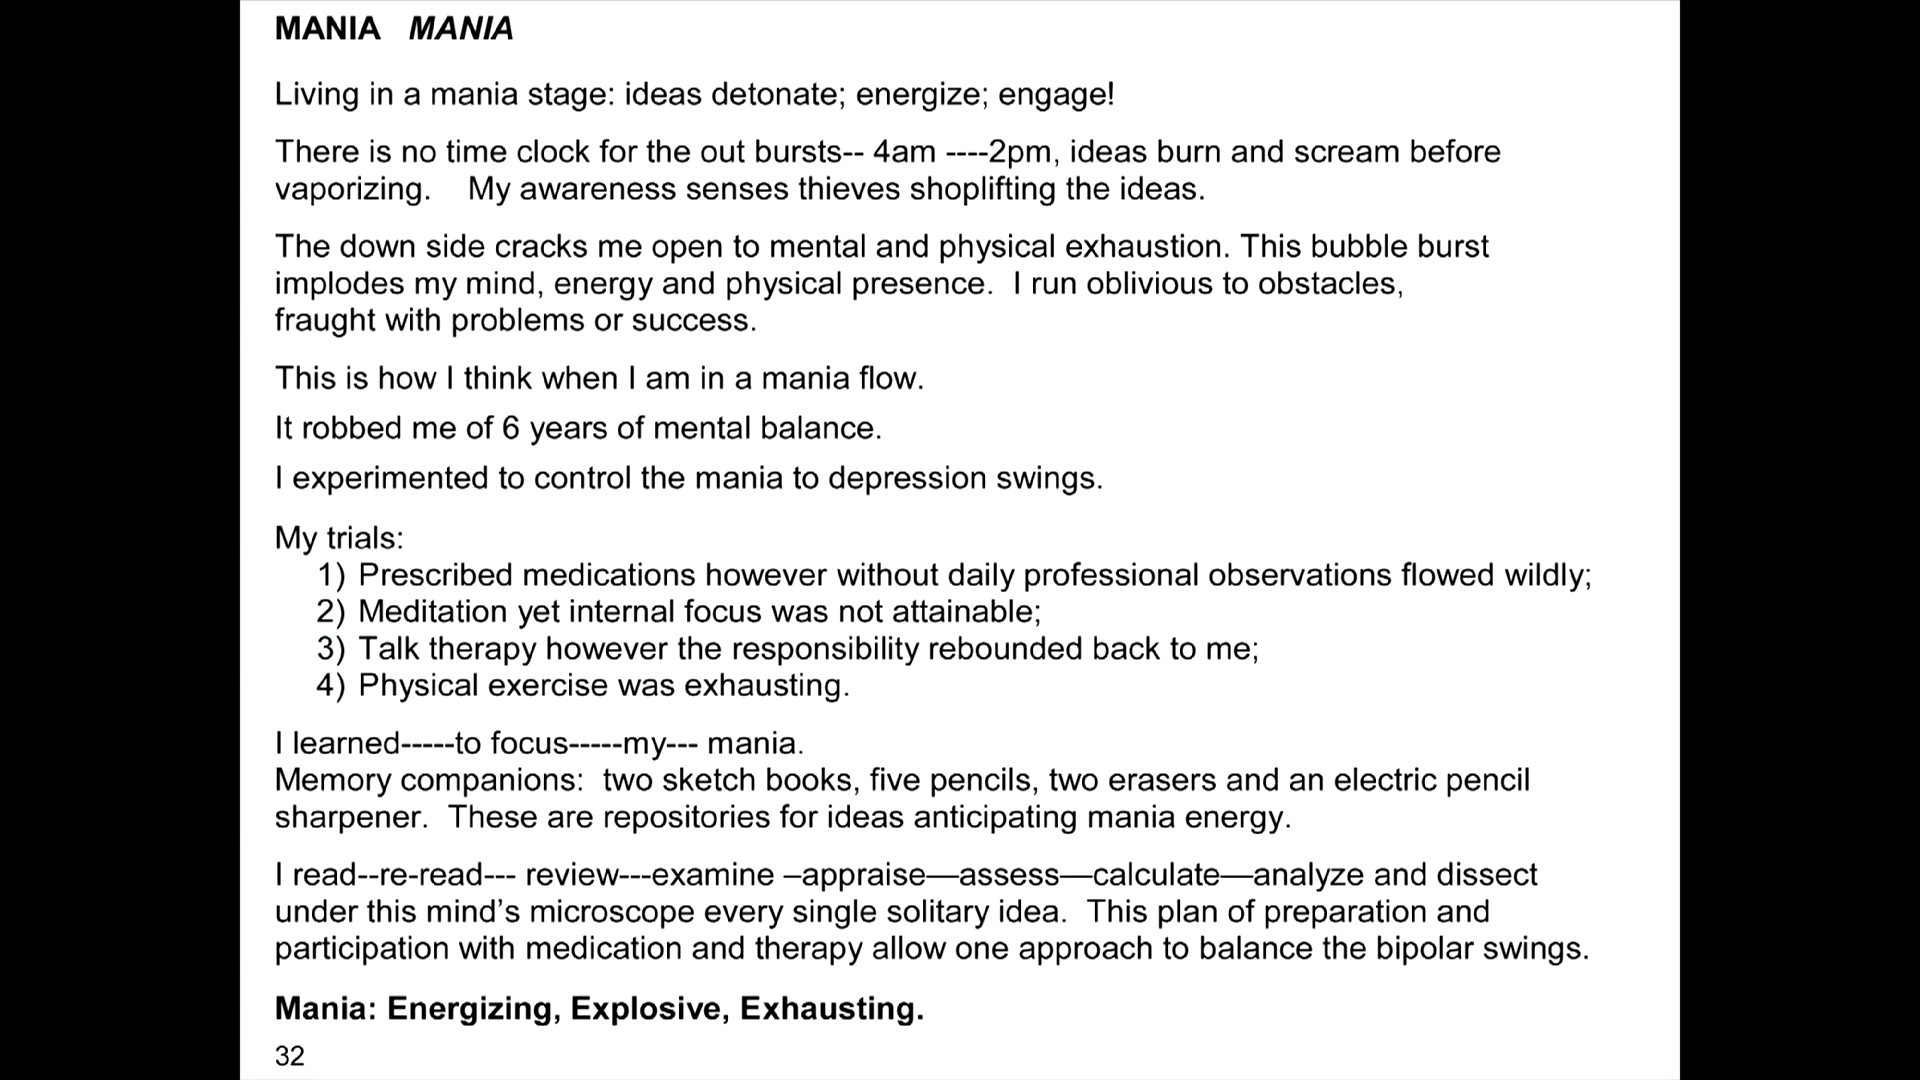 MANIA MANIA
Living in a mania stage: ideas detonate; energize; engage!
There is no time clock for the out bursts-- 4am ----2pm, ideas burn and scream before
vaporizing. My awareness senses thieves shoplifting the ideas.
The down side cracks me open to mental and physical exhaustion. This bubble burst
implodes my mind, energy and physical presence. I run oblivious to obstacles,
fraught with problems or success.
This is how I think when I am in a mania flow.
It robbed me of 6 years of mental balance.
I experimented to control the mania to depression swings.
My trials:
1) Prescribed medications however without daily professional observations flowed wildly;
2) Meditation yet internal focus was not attainable;
3) Talk therapy however the responsibility rebounded back to me;
4) Physical exercise was exhausting.
I learned-----to focus-----my--- mania.
Memory companions: two sketch books, five pencils, two erasers and an electric pencil
sharpener. These are repositories for ideas anticipating mania energy.
I read--re-read--- review---examine –appraise—assess—calculate—analyze and dissect
under this mind’s microscope every single solitary idea. This plan of preparation and
participation with medication and therapy allow one approach to balance the bipolar swings.
Mania: Energizing, Explosive, Exhausting.
32